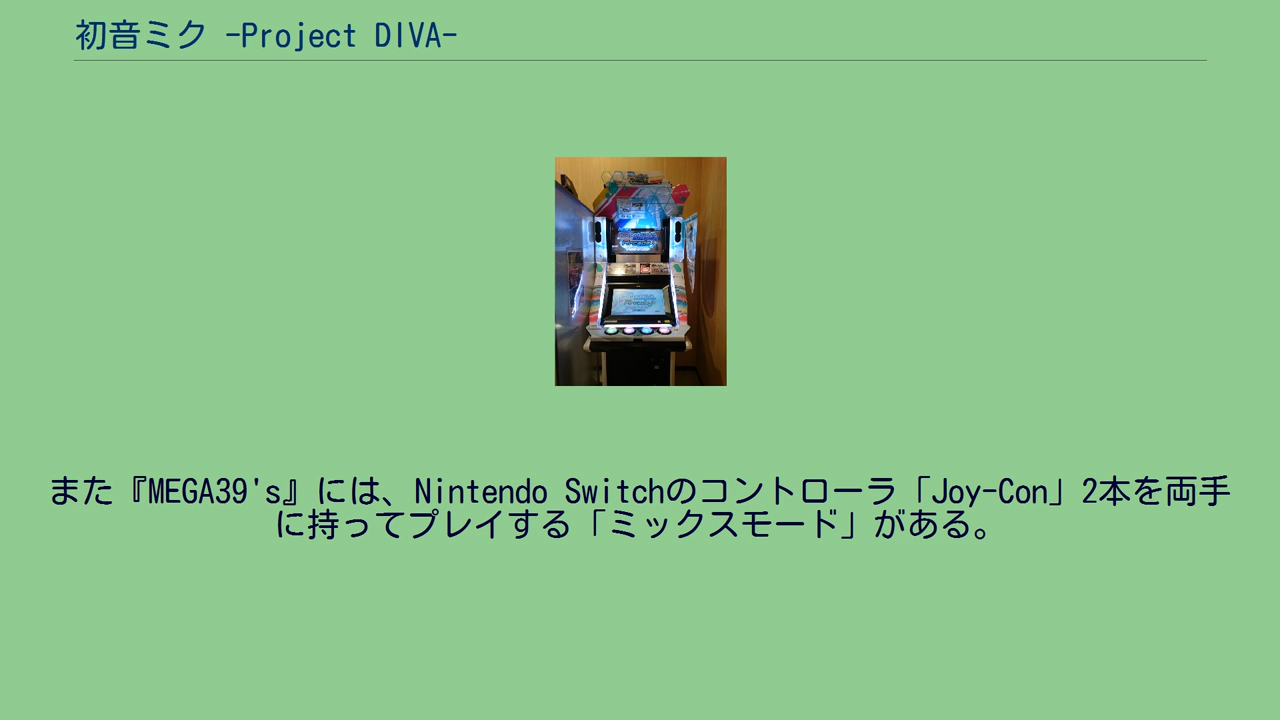 初音ミク -Project DIVA-
また『MEGA39's』には、Nintendo Switchのコントローラ「Joy-Con」2本を両手
に持ってプレイする「ミックスモード」がある。